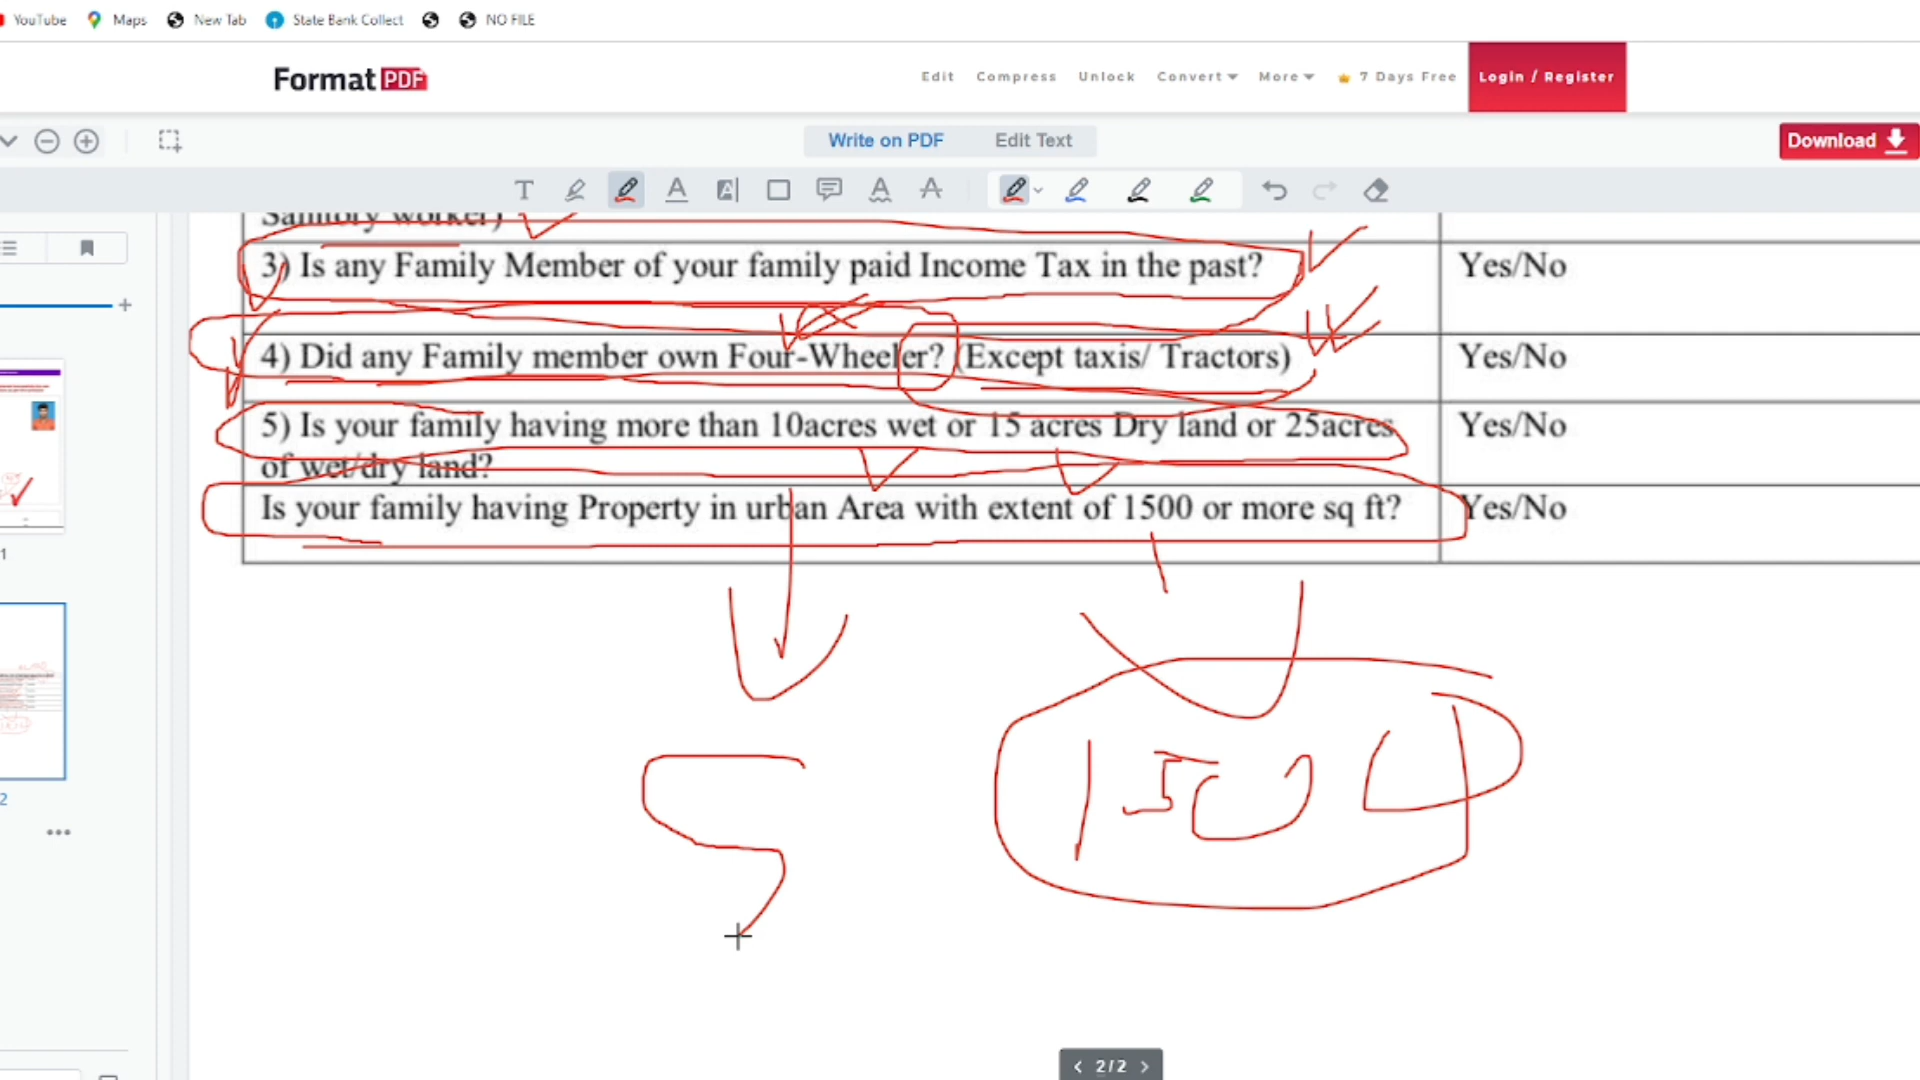 YouTube Maps New Tab State Bank Collect NO FILE
Format PDF Edit Compress Unlock Convert More 7 Days Free Login / Register
Write on PDF Edit Text Download
Sanitory worker)
3) Is any Family Member of your family paid Income Tax in the past? Yes/No
4) Did any Family member own Four-Wheeler? (Except taxis/ Tractors) Yes/No
5) Is your family having more than 10acres wet or 15 acres Dry land or 25acres Yes/No
of wet/dry land?
Is your family having Property in urban Area with extent of 1500 or more sq ft? Yes/No
1
2
2/2